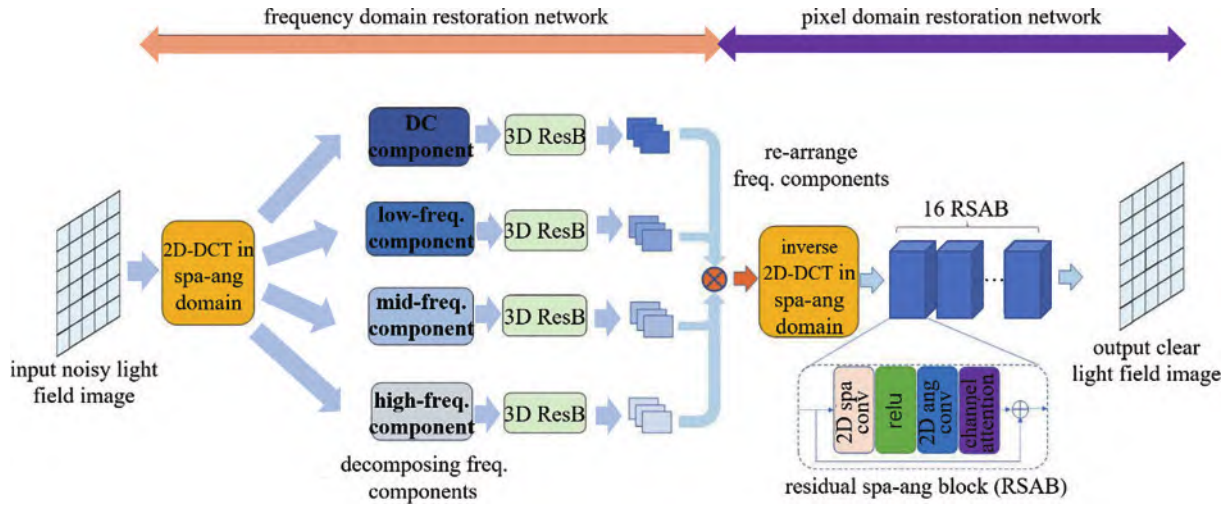 frequency domain restoration network
pixel domain restoration network
DC
component
3D ResB
low-freq.
component
3D ResB
mid-freq.
component
3D ResB
high-freq.
component
3D ResB
decomposing freq.
components
input noisy light
field image
2D-DCT in
spa-ang
domain
re-arrange
freq. components
inverse
2D-DCT in
spa-ang
domain
16 RSAB
...
output clear
light field image
2D spa
conv
relu
2D ang
conv
channel
attention
residual spa-ang block (RSAB)